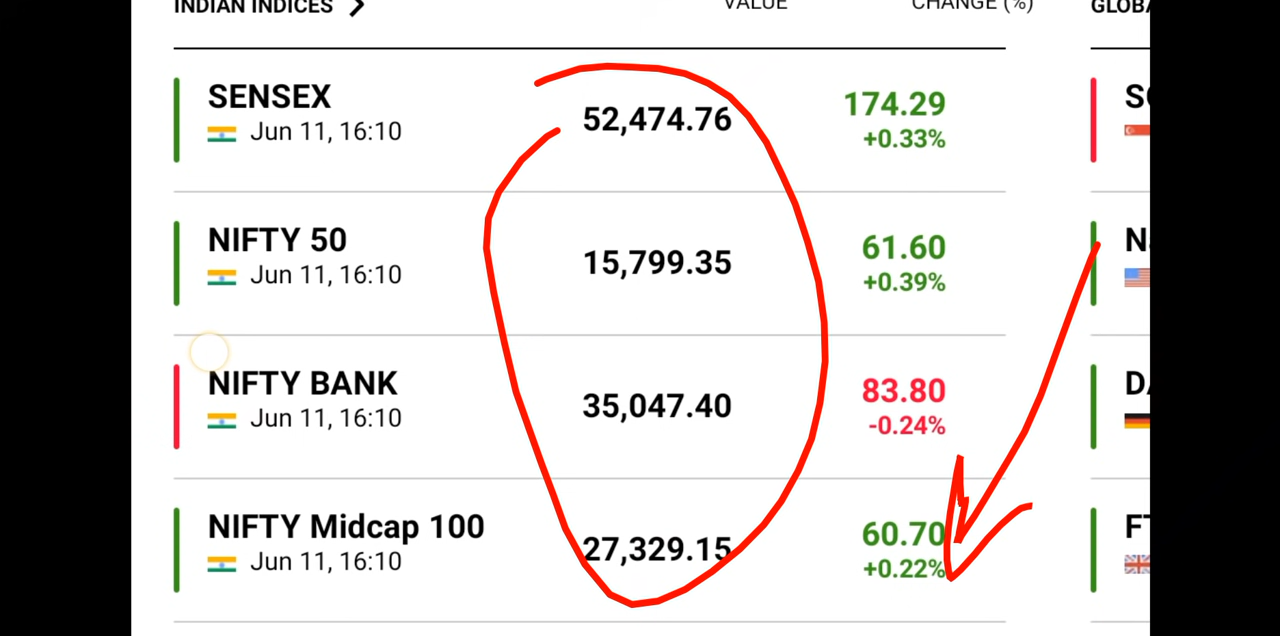 INDIAN INDICES VALUE CHANGE (%)
SENSEX
Jun 11, 16:10
52,474.76
174.29
+0.33%
NIFTY 50
Jun 11, 16:10
15,799.35
61.60
+0.39%
NIFTY BANK
Jun 11, 16:10
35,047.40
83.80
-0.24%
NIFTY Midcap 100
Jun 11, 16:10
27,329.15
60.70
+0.22%